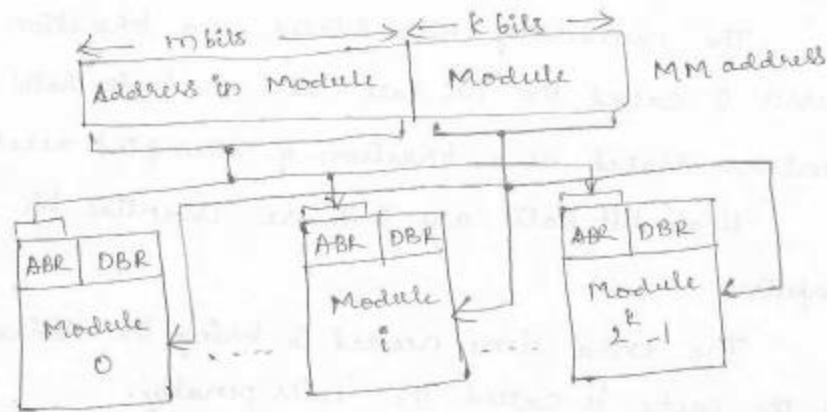 m bits k bits
Address in Module Module MM address
ABR DBR ABR DBR ABR DBR
Module Module Module
0 i 2^k-1